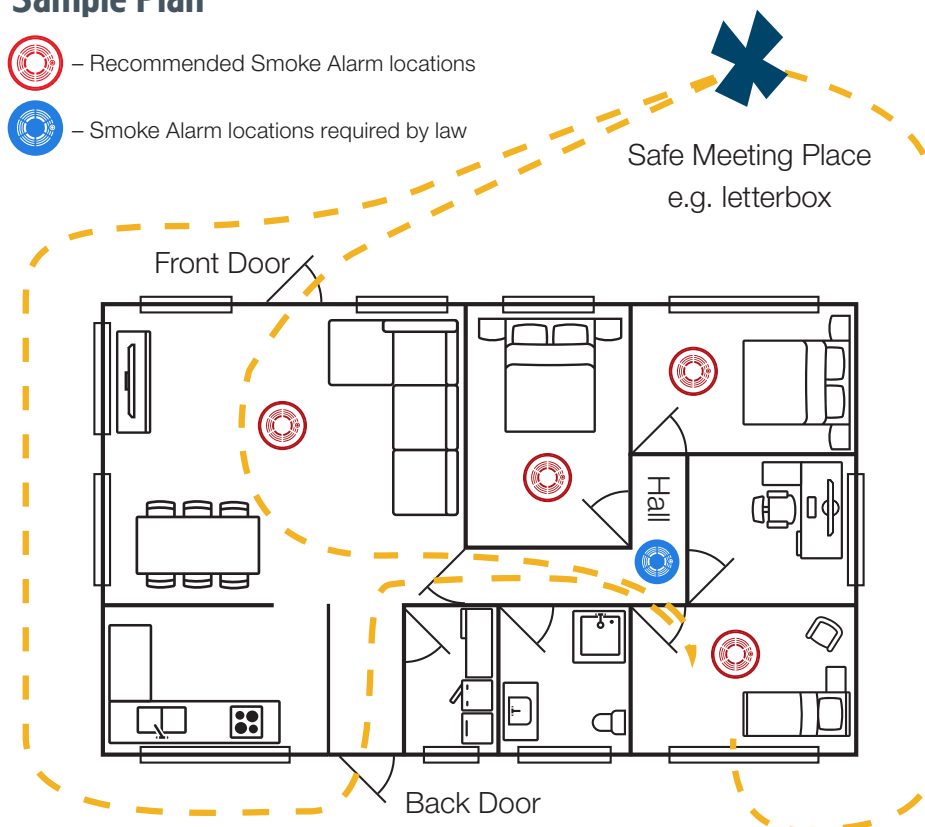 Sample Plan
– Recommended Smoke Alarm locations
– Smoke Alarm locations required by law
Safe Meeting Place
e.g. letterbox
Front Door
Hall
Back Door